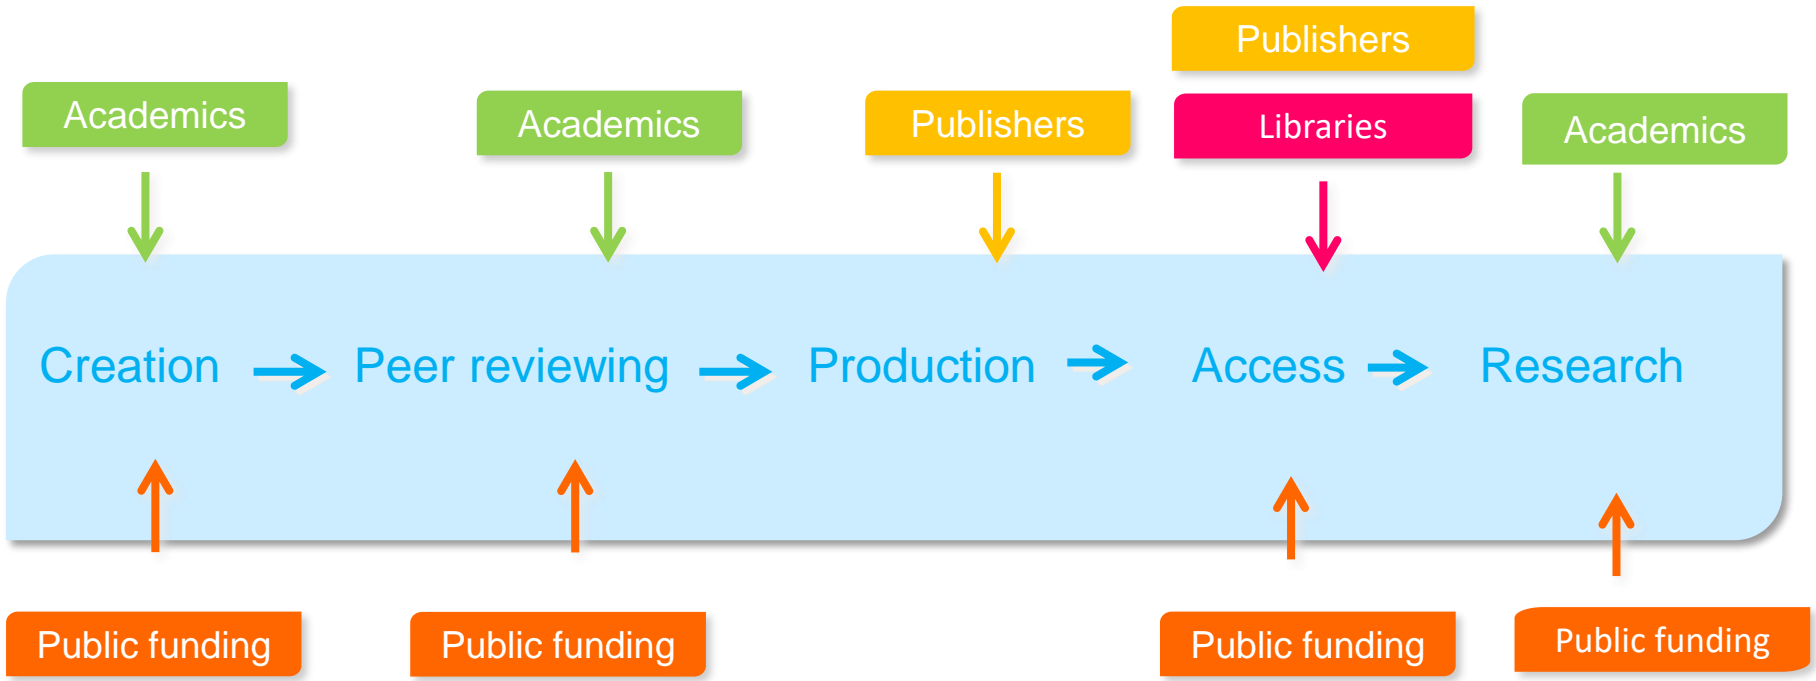 Publishers
Academics
Academics
Publishers
Libraries
Academics
Creation
Peer reviewing
Production
Access
Research
Public funding
Public funding
Public funding
Public funding